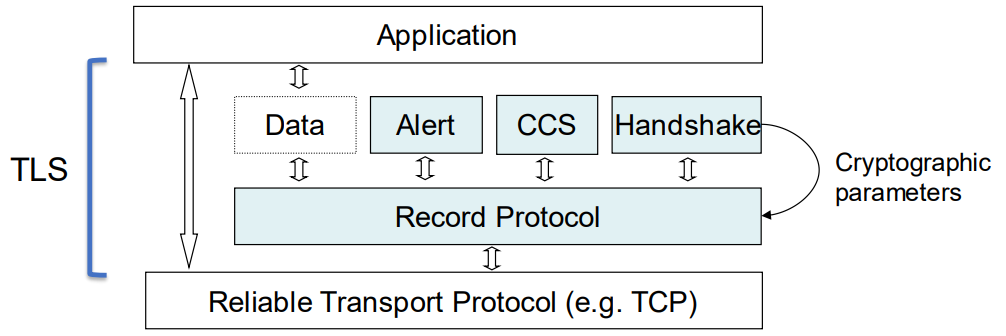 Application
TLS
Data
Alert
CCS
Handshake
Cryptographic
parameters
Record Protocol
Reliable Transport Protocol (e.g. TCP)